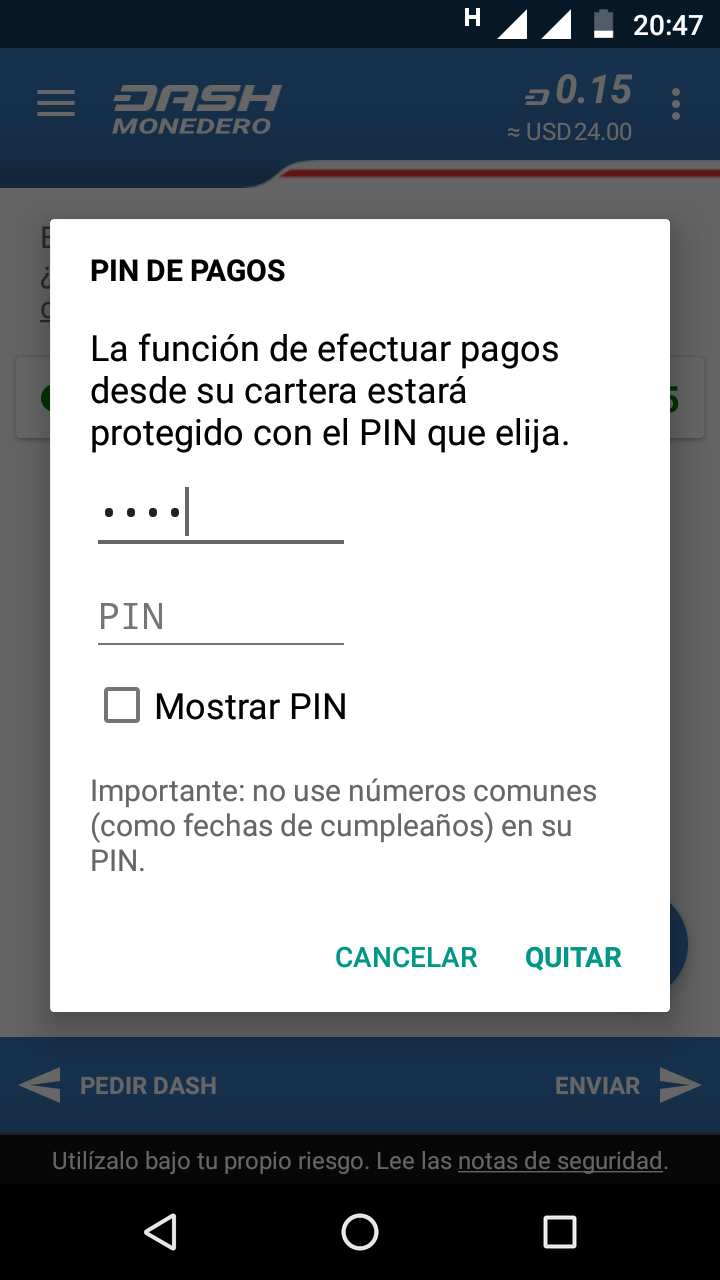 H 20:47
DASH 0.15
MONEDERO ≈ USD 24.00
PIN DE PAGOS
La función de efectuar pagos
desde su cartera estará
protegido con el PIN que elija.
••••
PIN
Mostrar PIN
Importante: no use números comunes
(como fechas de cumpleaños) en su
PIN.
CANCELAR QUITAR
PEDIR DASH ENVIAR
Utilízalo bajo tu propio riesgo. Lee las notas de seguridad.